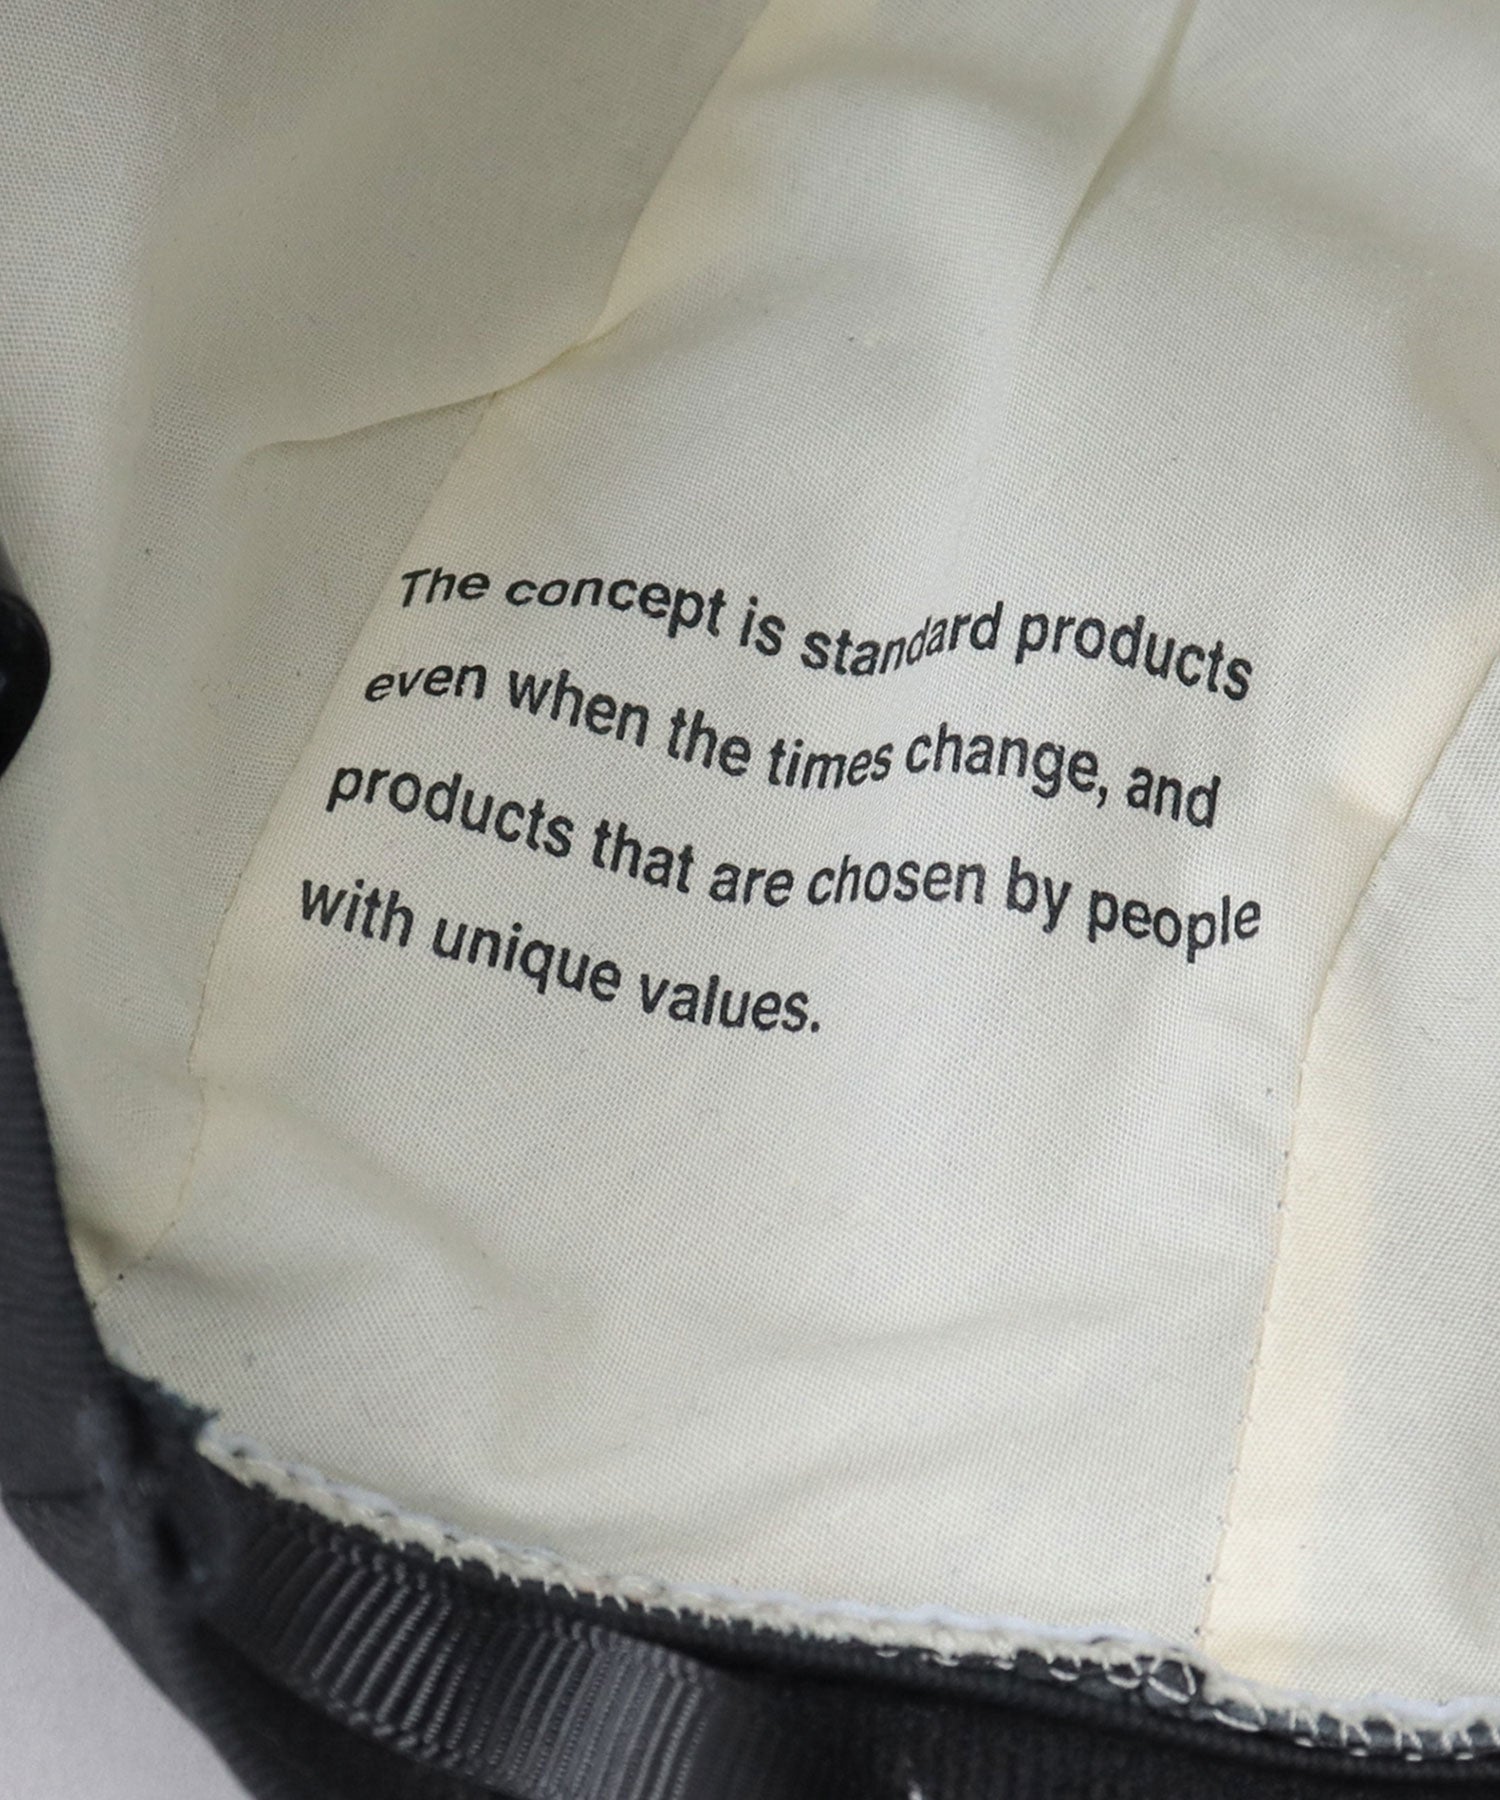 The concept is standard products
even when the times change, and
products that are chosen by people
with unique values.